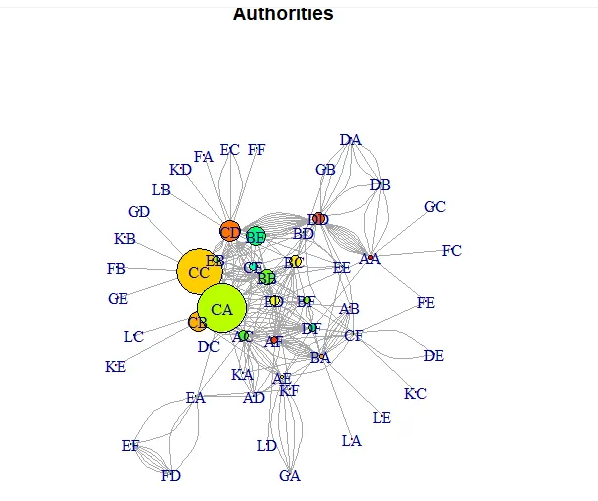 Authorities
DA
EC FF
FA
KD GB
DB
LB
GD GC
DD
CD BE BD
KB
FC
EB AA
FB CE BC EE
CC BB
GE ED BF FE
CA AB
CB DF
LC AC AF CF
DC BA DE
KE
KA AE
KF KC
EA AD
LE
LA
EF LD
FD GA